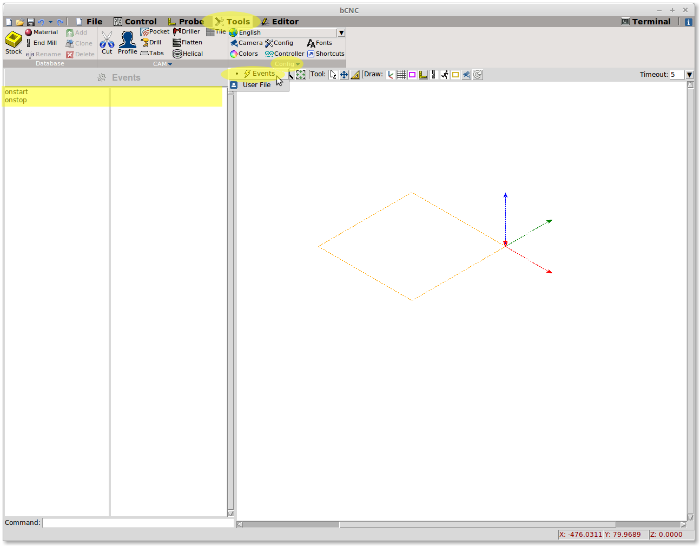 bCNC
File Control Probe Tools Editor Terminal
Material Add Pocket Driller Tile English
Stock End Mill Clone Cut Profile Drill Flatten Camera Config Fonts
Rename Delete Tabs Helical Colors Controller Shortcuts
Database CAM Config
Events Events Tool: Draw: Timeout: 5
User File
onstart
onstop
Command:
X: -476.0311 Y: 79.9689 Z: 0.0000